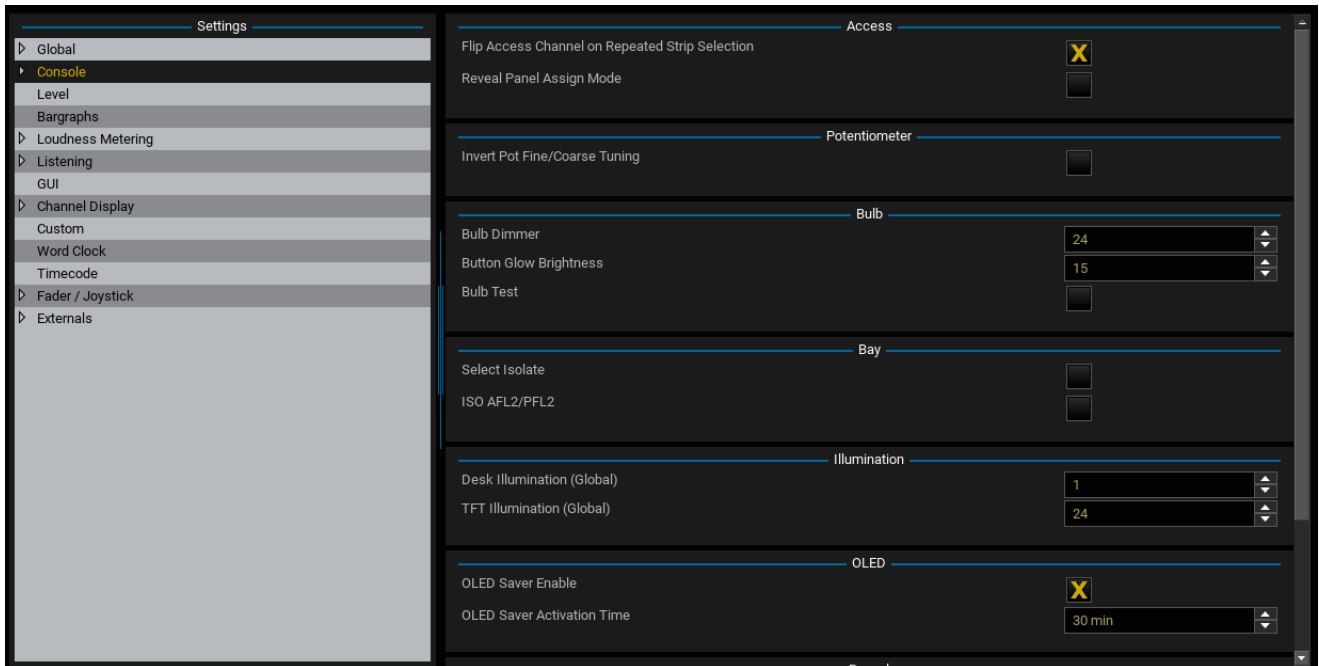 Settings
Global
Console
Level
Bargraphs
Loudness Metering
Listening
GUI
Channel Display
Custom
Word Clock
Timecode
Fader / Joystick
Externals
Access
Flip Access Channel on Repeated Strip Selection
X
Reveal Panel Assign Mode
Potentiometer
Invert Pot Fine/Coarse Tuning
Bulb
Bulb Dimmer
24
Button Glow Brightness
15
Bulb Test
Bay
Select Isolate
ISO AFL2/PFL2
Illumination
Desk Illumination (Global)
1
TFT Illumination (Global)
24
OLED
OLED Saver Enable
X
OLED Saver Activation Time
30 min